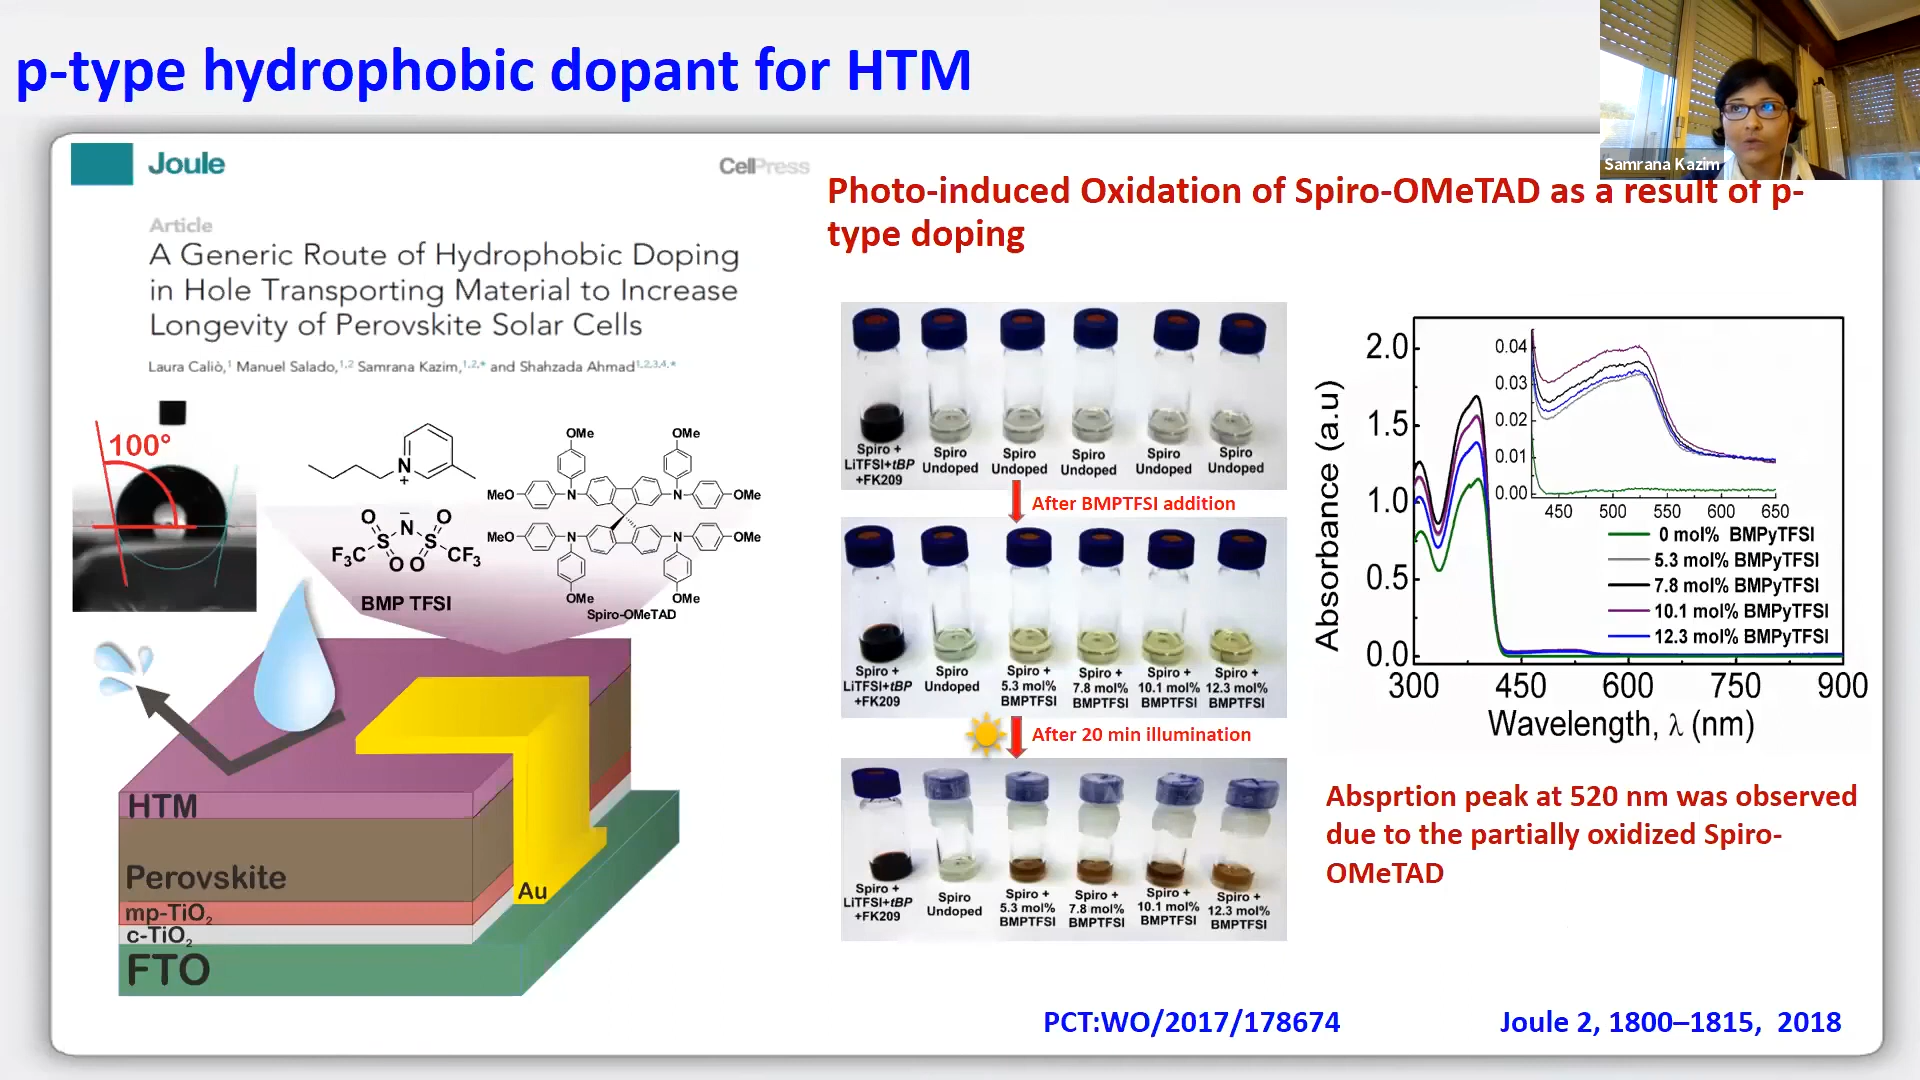 p-type hydrophobic dopant for HTM
Samrana Kazim
Joule
CellPress
Article
A Generic Route of Hydrophobic Doping
in Hole Transporting Material to Increase
Longevity of Perovskite Solar Cells
Laura Caliò,1 Manuel Salado,1,2 Samrana Kazim,1,2,* and Shahzada Ahmad1,2,3,4,*
100°
N
+
O − O
S N S
F3C O O CF3
BMP TFSI
OMe OMe
MeO N N OMe
MeO N N OMe
OMe OMe
Spiro-OMeTAD
HTM
Perovskite
mp-TiO2
c-TiO2
FTO
Au
Photo-induced Oxidation of Spiro-OMeTAD as a result of p-
type doping
Spiro +
LiTFSI+tBP
+FK209
Spiro
Undoped
Spiro
Undoped
Spiro
Undoped
Spiro
Undoped
Spiro
Undoped
After BMPTFSI addition
Spiro +
LiTFSI+tBP
+FK209
Spiro
Undoped
Spiro +
5.3 mol%
BMPTFSI
Spiro +
7.8 mol%
BMPTFSI
Spiro +
10.1 mol%
BMPTFSI
Spiro +
12.3 mol%
BMPTFSI
After 20 min illumination
Spiro +
LiTFSI+tBP
+FK209
Spiro
Undoped
Spiro +
5.3 mol%
BMPTFSI
Spiro +
7.8 mol%
BMPTFSI
Spiro +
10.1 mol%
BMPTFSI
Spiro +
12.3 mol%
BMPTFSI
Absorbance (a.u)
2.0
1.5
1.0
0.5
0.0
300 450 600 750 900
Wavelength, λ (nm)
0.04
0.03
0.02
0.01
0.00
450 500 550 600 650
0 mol% BMPyTFSI
5.3 mol% BMPyTFSI
7.8 mol% BMPyTFSI
10.1 mol% BMPyTFSI
12.3 mol% BMPyTFSI
Absprtion peak at 520 nm was observed
due to the partially oxidized Spiro-
OMeTAD
PCT:WO/2017/178674
Joule 2, 1800–1815, 2018